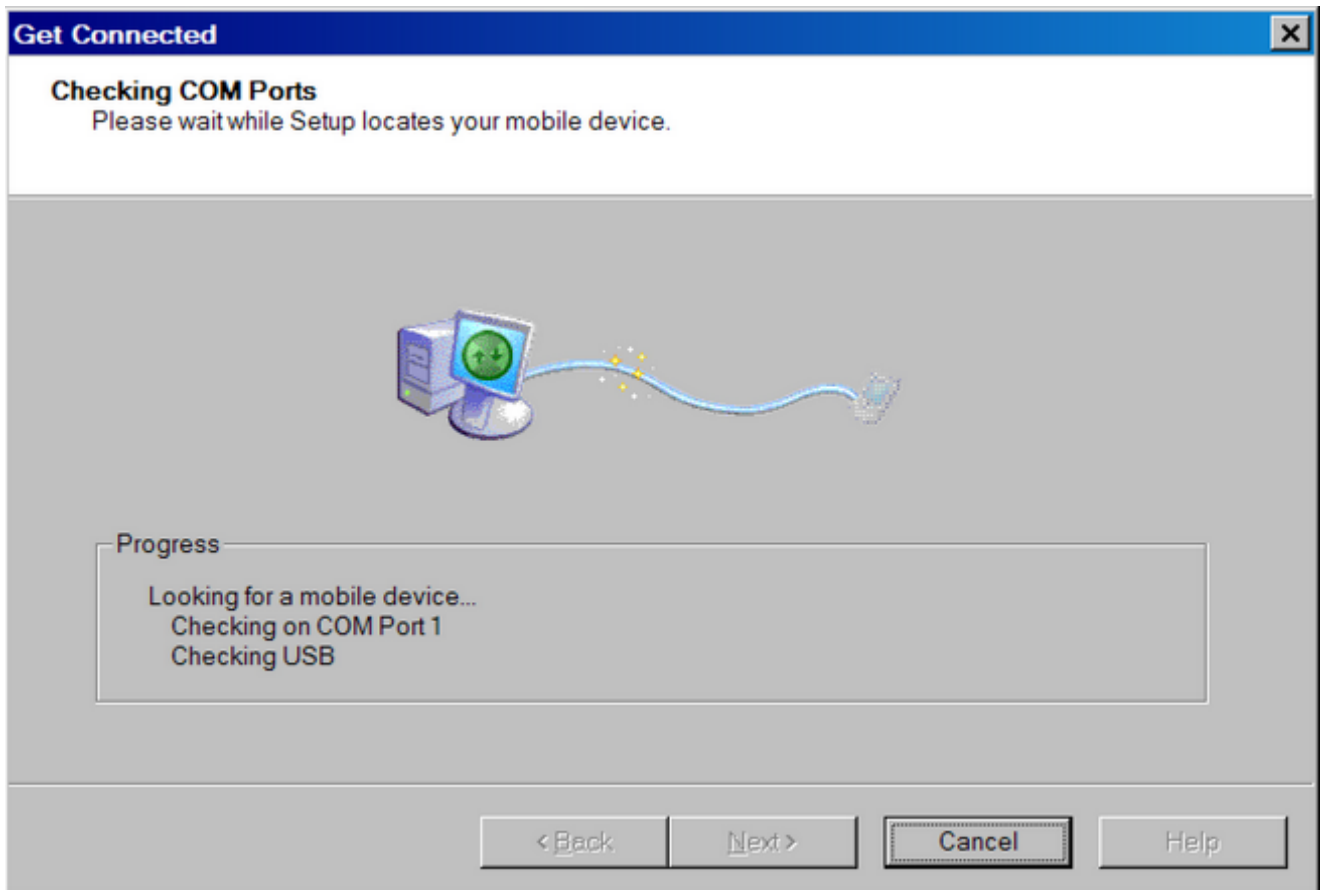 Get Connected
Checking COM Ports
Please wait while Setup locates your mobile device.
Progress
Looking for a mobile device...
Checking on COM Port 1
Checking USB
< Back
Next >
Cancel
Help